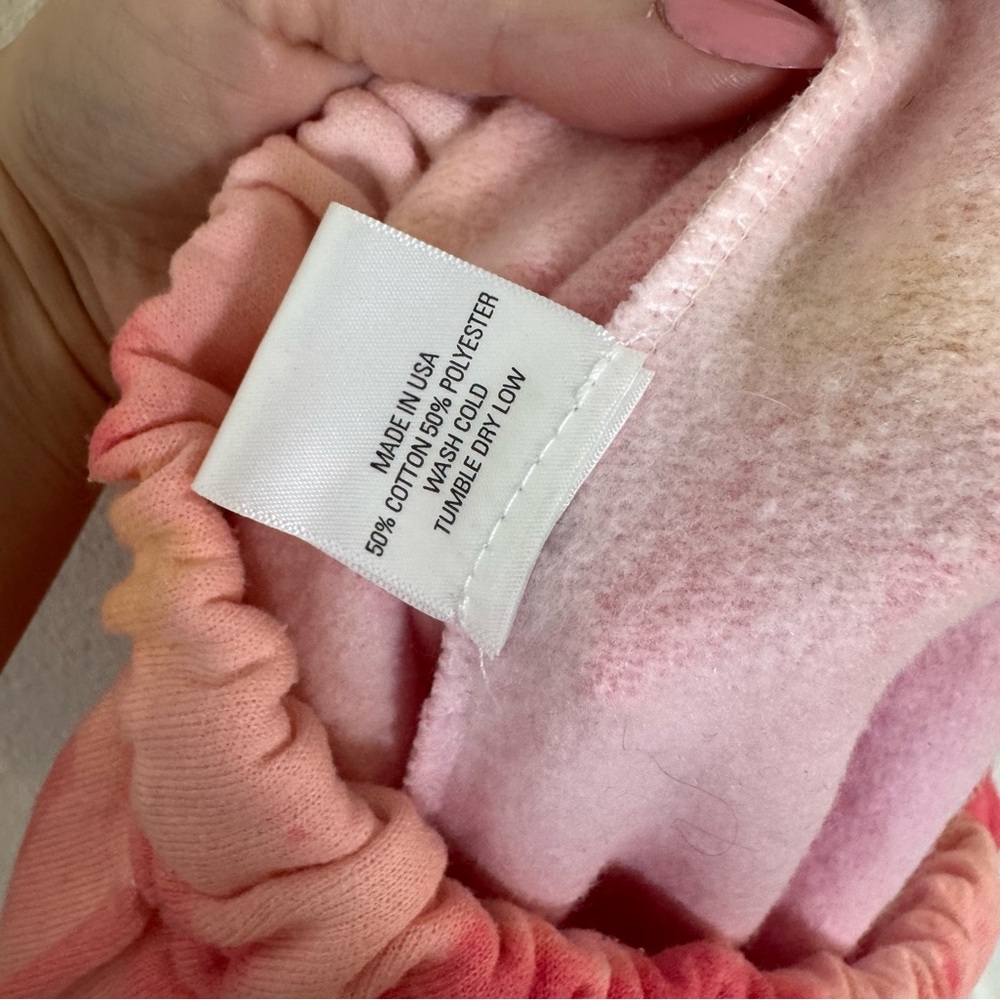 MADE IN USA
50% COTTON 50% POLYESTER
WASH COLD
TUMBLE DRY LOW